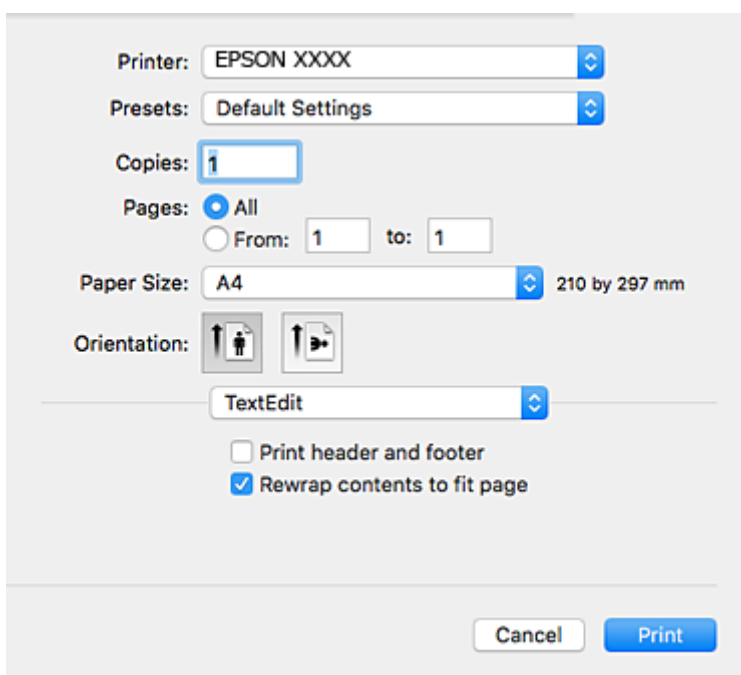 Printer: EPSON XXXX
Presets: Default Settings
Copies: 1
Pages: All
From: 1 to: 1
Paper Size: A4 210 by 297 mm
Orientation:
TextEdit
Print header and footer
Rewrap contents to fit page
Cancel Print